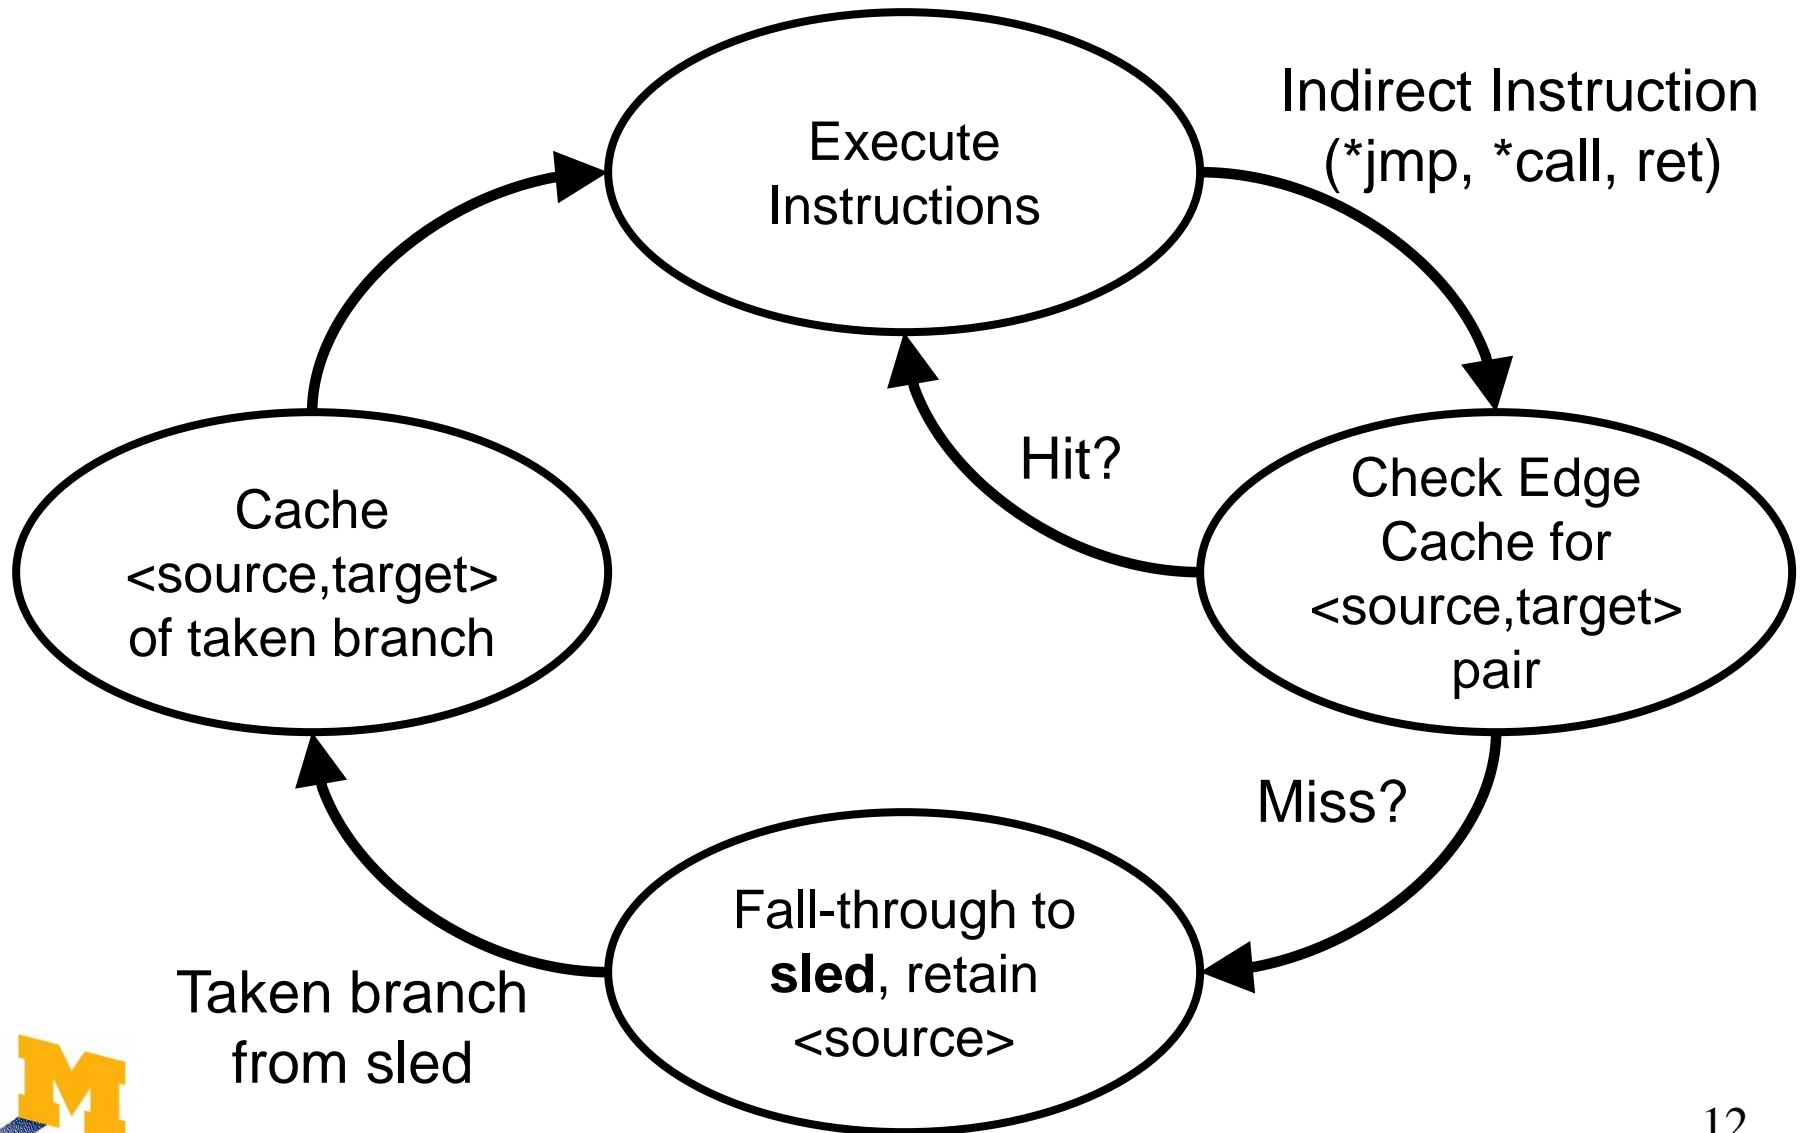 Execute
Instructions
Indirect Instruction
(*jmp, *call, ret)
Hit?
Check Edge
Cache for
<source,target>
pair
Cache
<source,target>
of taken branch
Miss?
Fall-through to
sled, retain
<source>
Taken branch
from sled
M
12